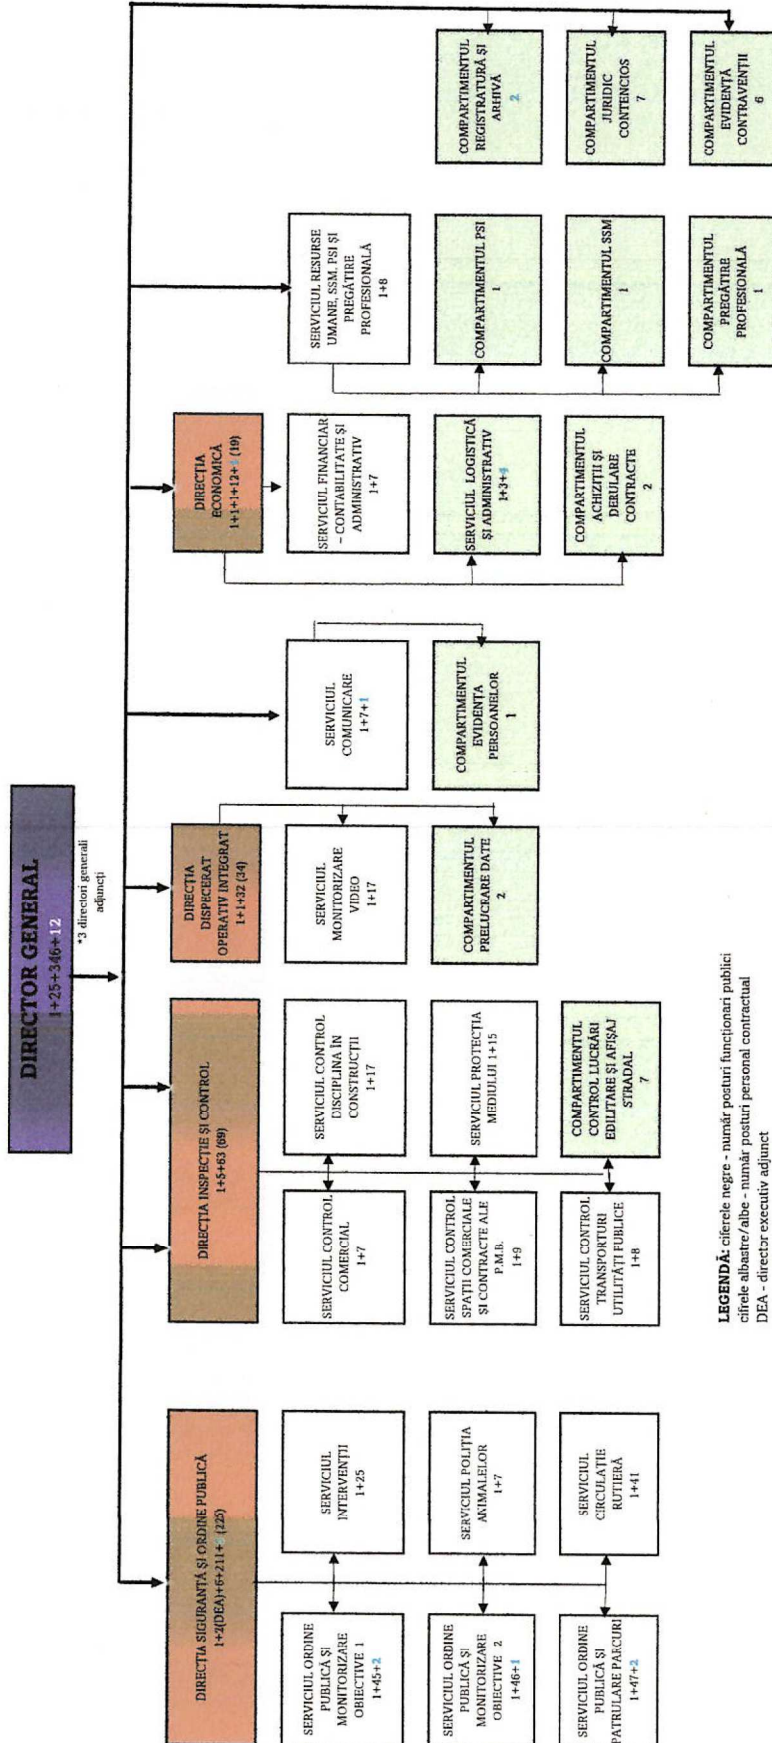 DIRECTOR GENERAL
1+25+346+12
*3 directori generali
adjuncți
DIRECȚIA SIGURANȚĂ ȘI ORDINE PUBLICĂ
1+2(DEA)+6+211+ (225)
SERVICIUL ORDINE
PUBLICĂ ȘI
MONITORIZARE
OBIECTIVE 1
1+45+2
SERVICIUL
INTERVENȚII
1+25
SERVICIUL ORDINE
PUBLICĂ ȘI
MONITORIZARE
OBIECTIVE 2
1+46+1
SERVICIUL POLIȚIA
ANIMALELOR
1+7
SERVICIUL ORDINE
PUBLICĂ ȘI
PATRULARE PARCURI
1+47+2
SERVICIUL
CIRCULAȚIE
RUTIERĂ
1+41
DIRECȚIA INSPECȚIE ȘI CONTROL
1+5+63 (69)
SERVICIUL CONTROL
COMERCIAL
1+7
SERVICIUL CONTROL
DISCIPLINA ÎN
CONSTRUCȚII
1+17
SERVICIUL CONTROL
SPAȚII COMERCIALE
ȘI CONTRACTE ALE
P.M.B.
1+9
SERVICIUL PROTECȚIA
MEDIULUI 1+15
SERVICIUL CONTROL
TRANSPORTURI
UTILITĂȚI PUBLICE
1+8
COMPARTIMENTUL
CONTROL LUCRĂRI
EDILITARE ȘI AFIȘAJ
STRADAL
7
DIRECȚIA
DISPECERAT
OPERATIV INTEGRAT
1+1+32 (34)
SERVICIUL
MONITORIZARE
VIDEO
1+17
COMPARTIMENTUL
PRELUCRARE DATE
2
SERVICIUL
COMUNICARE
1+7+1
COMPARTIMENTUL
EVIDENȚA
PERSOANELOR
1
DIRECȚIA
ECONOMICĂ
1+1+1+12+4 (19)
SERVICIUL FINANCIAR
– CONTABILITATE ȘI
ADMINISTRATIV
1+7
SERVICIUL LOGISTICĂ
ȘI ADMINISTRATIV
1+3+4
COMPARTIMENTUL
ACHIZIȚII ȘI
DERULARE
CONTRACTE
2
SERVICIUL RESURSE
UMANE, SSM, PSI ȘI
PREGĂTIRE
PROFESIONALĂ
1+8
COMPARTIMENTUL PSI
1
COMPARTIMENTUL SSM
1
COMPARTIMENTUL
PREGĂTIRE
PROFESIONALĂ
1
COMPARTIMENTUL
REGISTRATURĂ ȘI
ARHIVĂ
2
COMPARTIMENTUL
JURIDIC
CONTENCIOS
7
COMPARTIMENTUL
EVIDENȚĂ
CONTRAVENȚII
6
LEGENDĂ: cifrele negre - număr posturi funcționari publici
cifrele albastre/albe - număr posturi personal contractual
DEA - director executiv adjunct